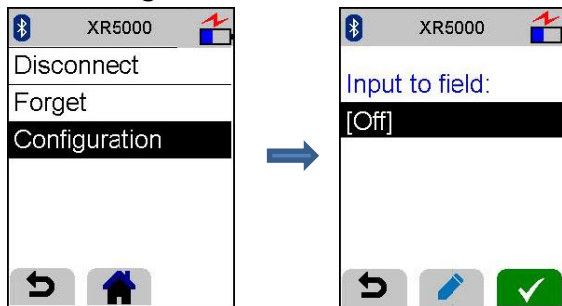 XR5000
Disconnect
Forget
Configuration
XR5000
Input to field:
[Off]